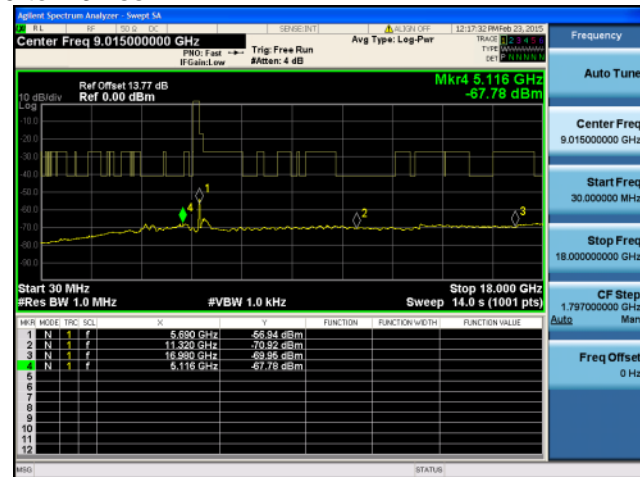 Agilent Spectrum Analyzer - Swept SA
RL RF 50 Ω DC SENSE:INT ALIGN OFF 12:17:32 PM Feb 23, 2015
Center Freq 9.015000000 GHz
PNO: Fast
IFGain:Low
Trig: Free Run
#Atten: 4 dB
Avg Type: Log-Pwr
TRACE 1 2 3 4 5 6
TYPE
DET P N N N N N
Mkr4 5.116 GHz
-67.78 dBm
Ref Offset 13.77 dB
10 dB/div Ref 0.00 dBm
Log
-10.0
-20.0
-30.0
-40.0
-50.0
-60.0
-70.0
-80.0
-90.0
1
4
2
3
Start 30 MHz
Stop 18.000 GHz
#Res BW 1.0 MHz
#VBW 1.0 kHz
Sweep 14.0 s (1001 pts)
MKR MODE TRC SCL X Y FUNCTION FUNCTION WIDTH FUNCTION VALUE
1 N 1 f 5.690 GHz -56.94 dBm
2 N 1 f 11.320 GHz -70.92 dBm
3 N 1 f 16.980 GHz -69.95 dBm
4 N 1 f 5.116 GHz -67.78 dBm
5
6
7
8
9
10
11
12
MSG
STATUS
Frequency
Auto Tune
Center Freq
9.015000000 GHz
Start Freq
30.000000 MHz
Stop Freq
18.000000000 GHz
CF Step
1.797000000 GHz
Auto Man
Freq Offset
0 Hz